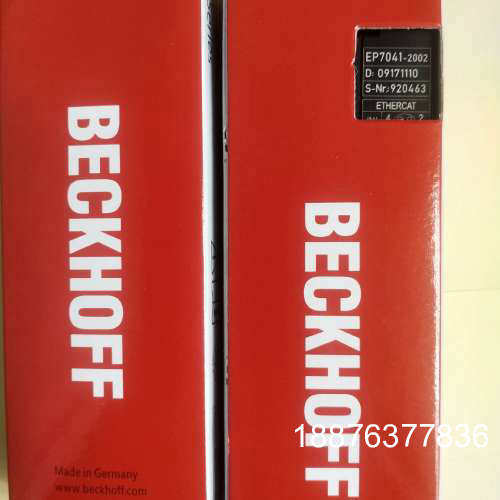 BECKHOFF
Made in Germany
www.beckhoff.com
EP7041-2002
D: 09171110
S-Nr: 920463
ETHERCAT
BECKHOFF
18876377836